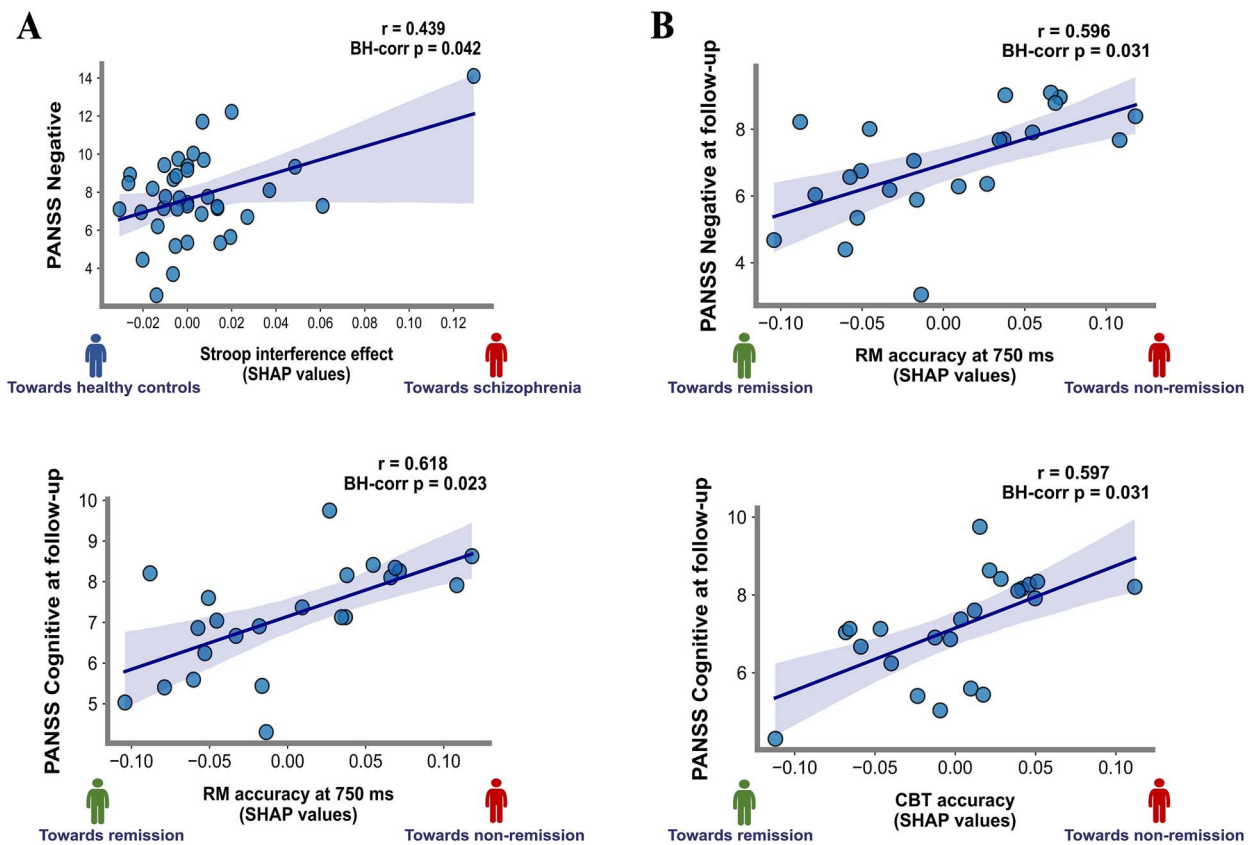 A
r = 0.439
BH-corr p = 0.042
PANSS Negative
14
12
10
8
6
4
−0.02
0.00
0.02
0.04
0.06
0.08
0.10
0.12
Stroop interference effect
(SHAP values)
Towards healthy controls
Towards schizophrenia
B
r = 0.596
BH-corr p = 0.031
PANSS Negative at follow-up
8
6
4
−0.10
−0.05
0.00
0.05
0.10
RM accuracy at 750 ms
(SHAP values)
Towards remission
Towards non-remission
r = 0.618
BH-corr p = 0.023
PANSS Cognitive at follow-up
10
9
8
7
6
5
−0.10
−0.05
0.00
0.05
0.10
RM accuracy at 750 ms
(SHAP values)
Towards remission
Towards non-remission
r = 0.597
BH-corr p = 0.031
PANSS Cognitive at follow-up
10
8
6
−0.10
−0.05
0.00
0.05
0.10
CBT accuracy
(SHAP values)
Towards remission
Towards non-remission